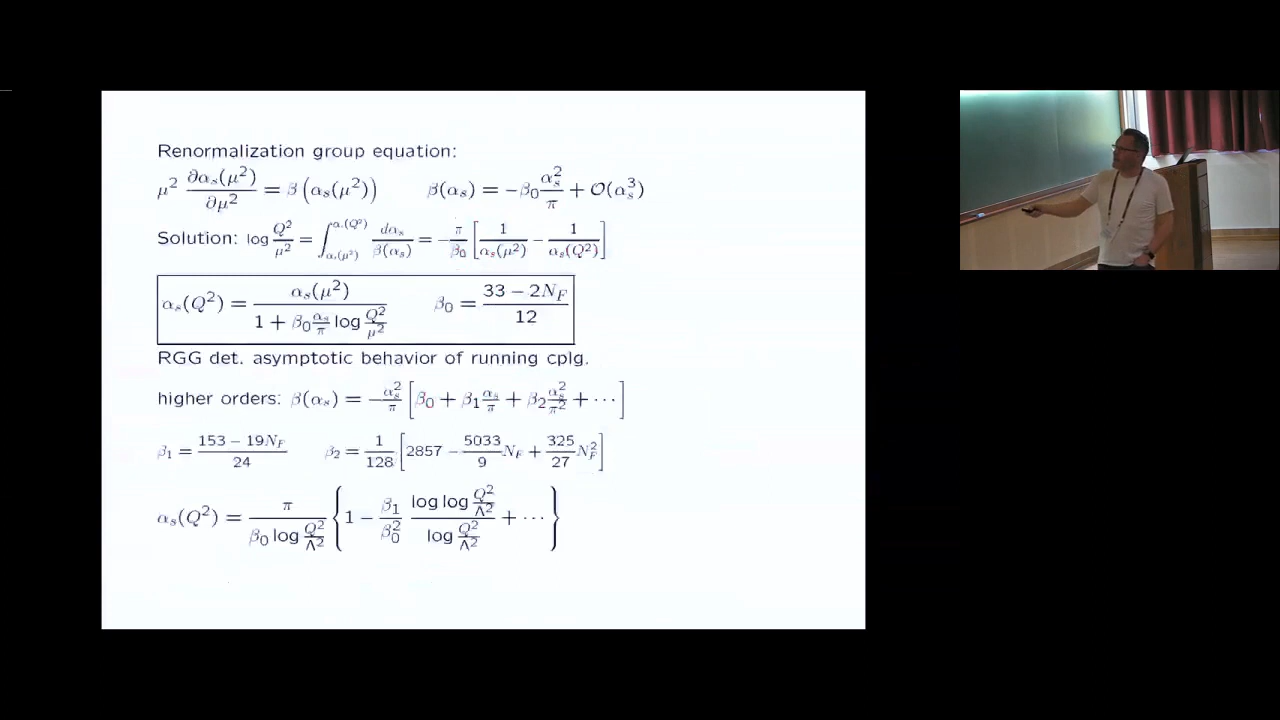 Renormalization group equation:
μ² ∂α_s(μ²)/∂μ² = β(α_s(μ²))    β(α_s) = −β₀ α_s²/π + O(α_s³)
Solution: log Q²/μ² = ∫_{α_s(μ²)}^{α_s(Q²)} dα_s/β(α_s) = −π/β₀ [1/α_s(μ²) − 1/α_s(Q²)]
α_s(Q²) = α_s(μ²) / (1 + β₀ α_s/π log Q²/μ²)    β₀ = (33 − 2N_F)/12
RGG det. asymptotic behavior of running cplg.
higher orders: β(α_s) = −α_s²/π [β₀ + β₁ α_s/π + β₂ α_s²/π² + ⋯]
β₁ = (153 − 19N_F)/24    β₂ = 1/128 [2857 − 5033/9 N_F + 325/27 N_F²]
α_s(Q²) = π/(β₀ log Q²/Λ²) {1 − β₁/β₀² (log log Q²/Λ²)/(log Q²/Λ²) + ⋯}